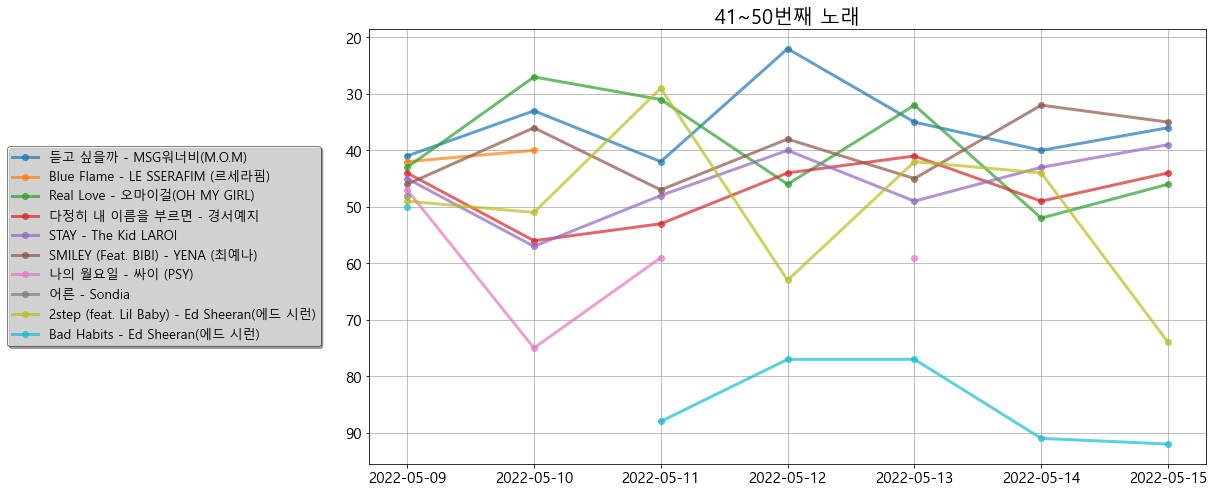 41~50번째 노래
듣고 싶을까 - MSG워너비(M.O.M)
Blue Flame - LE SSERAFIM (르세라핌)
Real Love - 오마이걸(OH MY GIRL)
다정히 내 이름을 부르면 - 경서예지
STAY - The Kid LAROI
SMILEY (Feat. BIBI) - YENA (최예나)
나의 월요일 - 싸이 (PSY)
어른 - Sondia
2step (feat. Lil Baby) - Ed Sheeran(에드 시런)
Bad Habits - Ed Sheeran(에드 시런)
20
30
40
50
60
70
80
90
2022-05-09 2022-05-10 2022-05-11 2022-05-12 2022-05-13 2022-05-14 2022-05-15